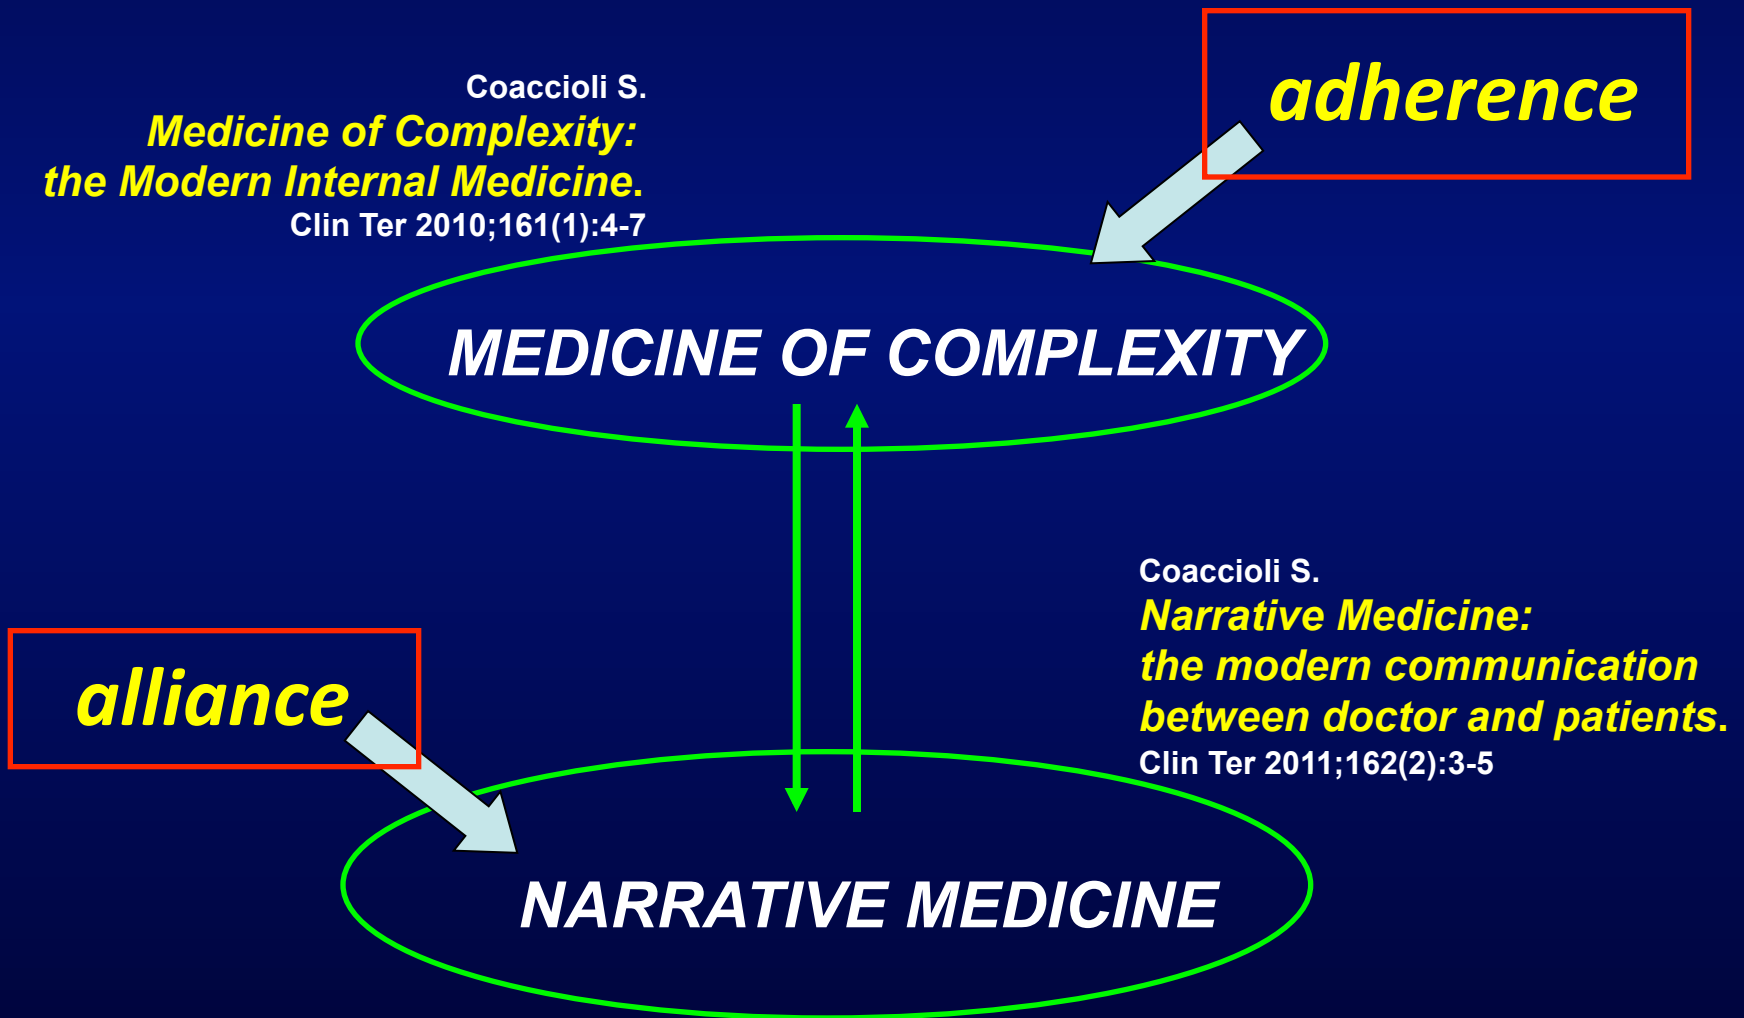 Coaccioli S.
Medicine of Complexity:
the Modern Internal Medicine.
Clin Ter 2010;161(1):4-7
adherence
MEDICINE OF COMPLEXITY
Coaccioli S.
Narrative Medicine:
the modern communication
between doctor and patients.
Clin Ter 2011;162(2):3-5
alliance
NARRATIVE MEDICINE